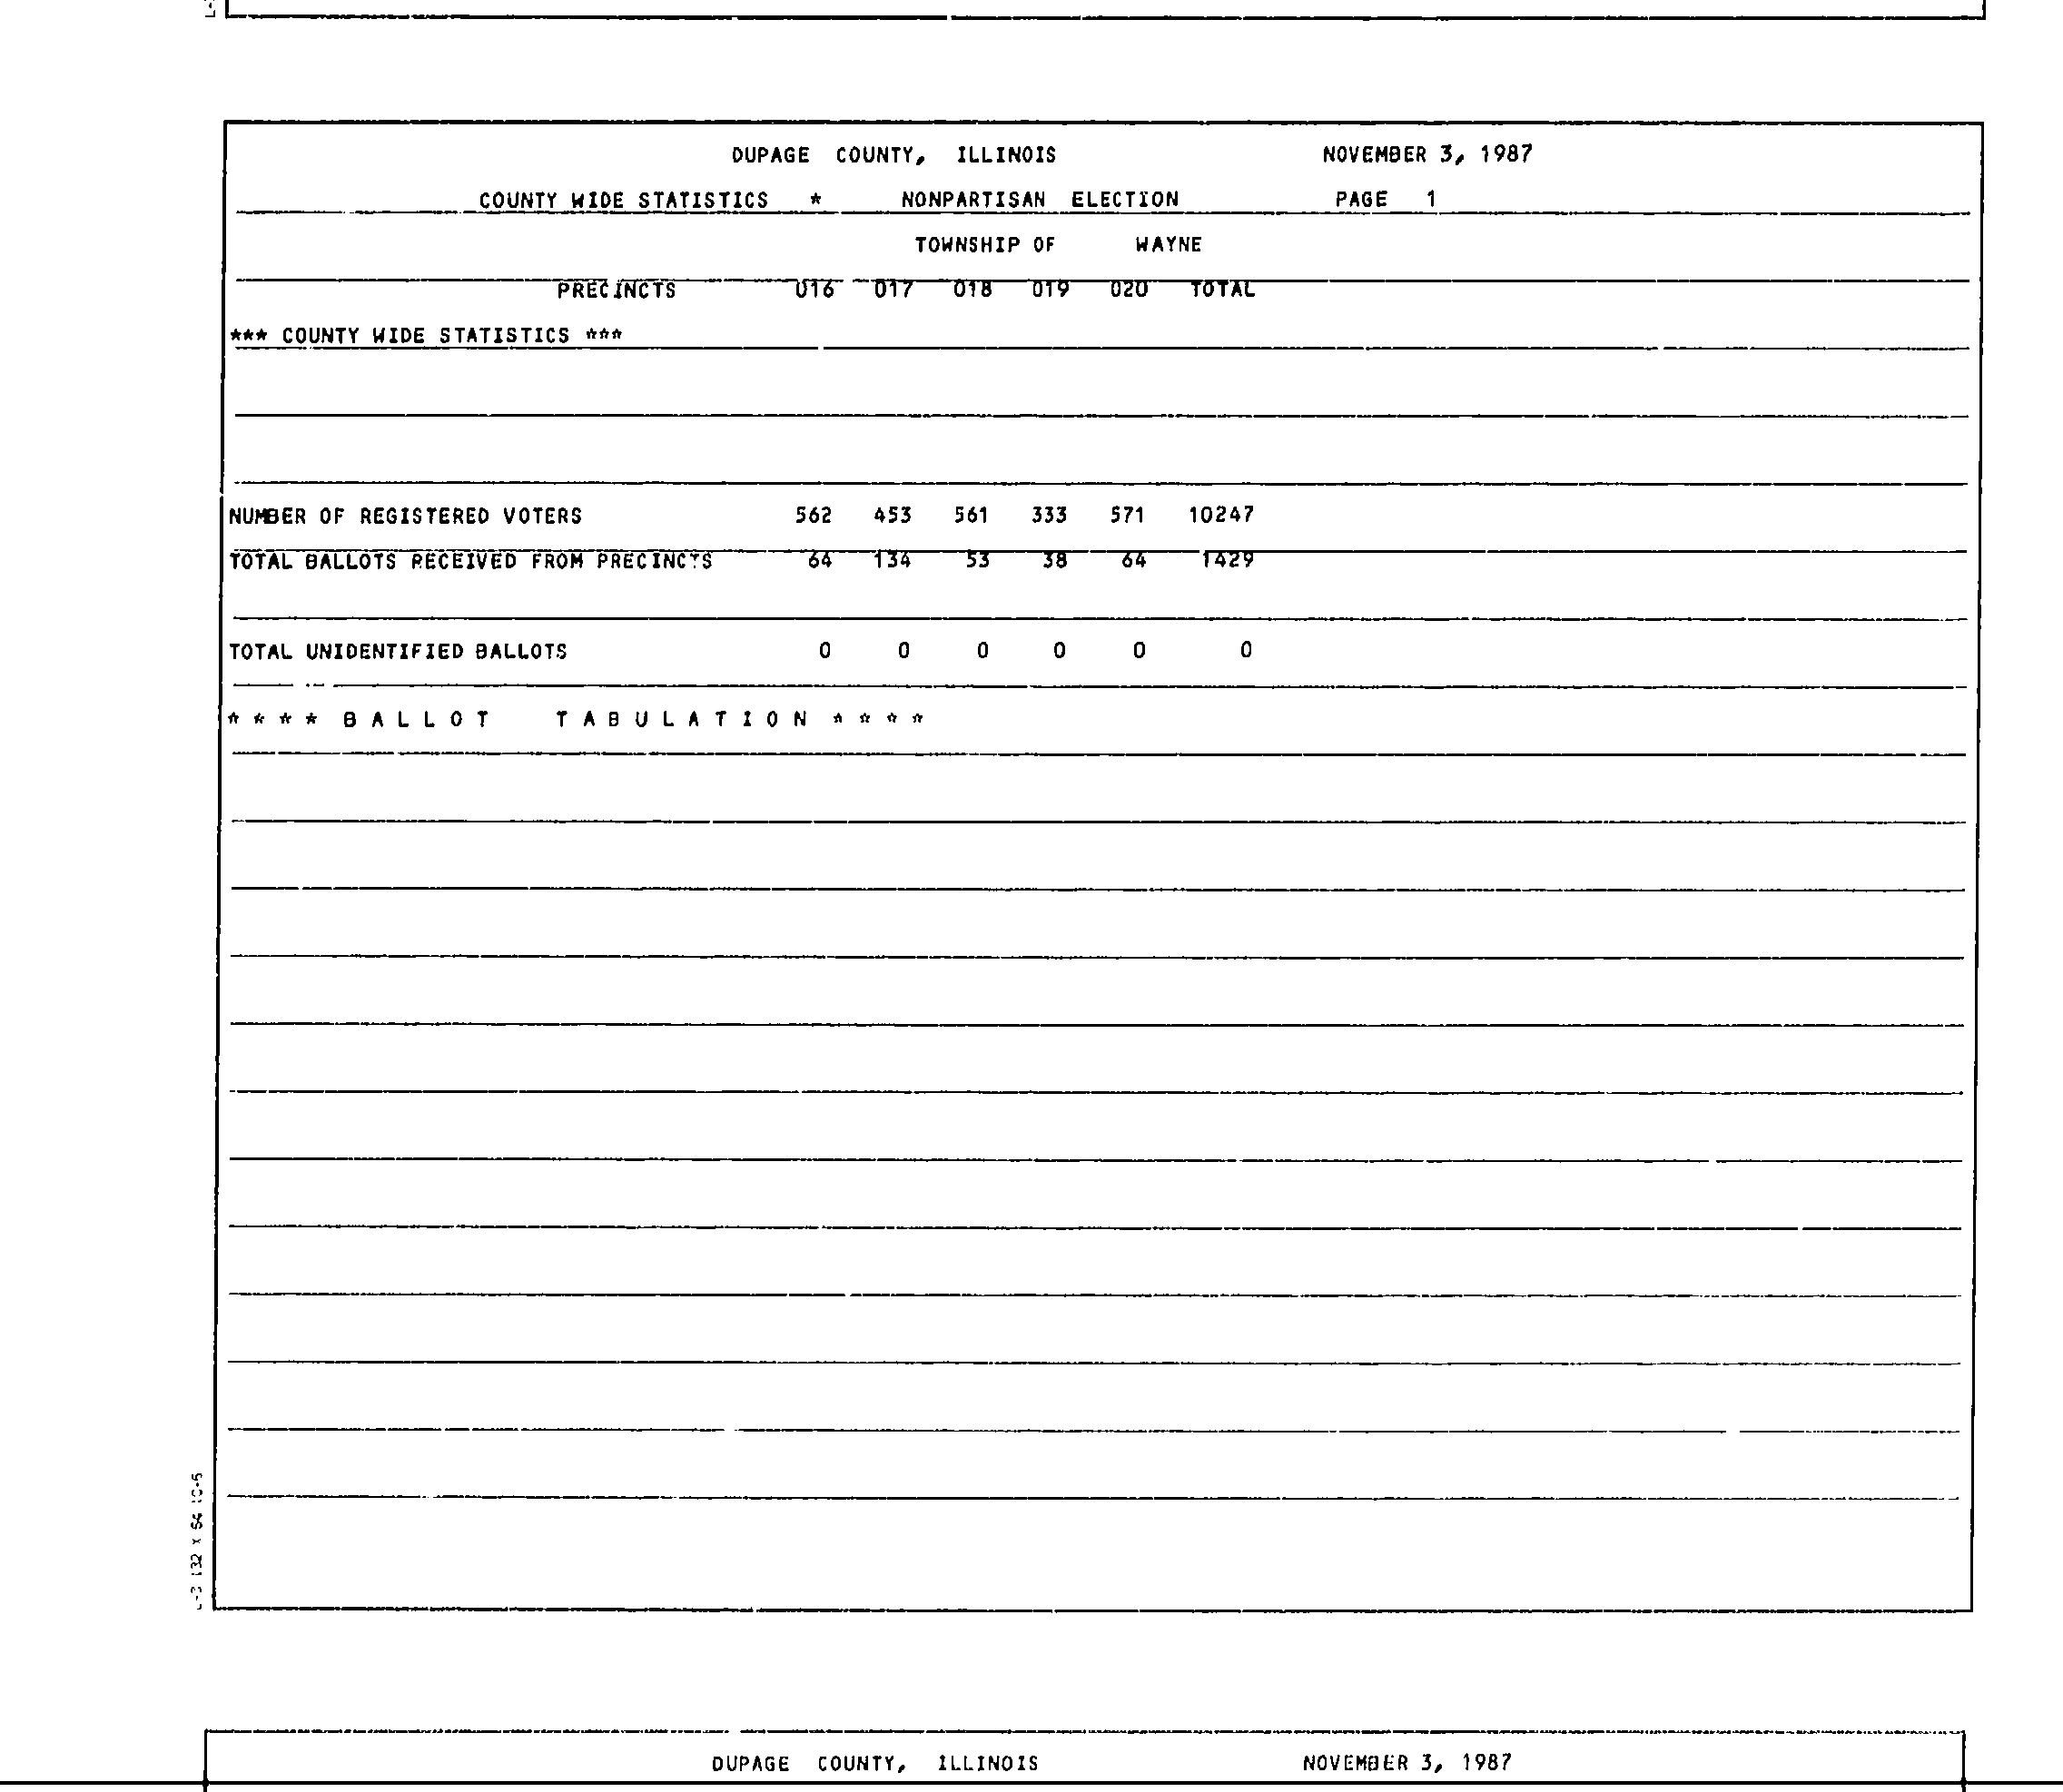 DUPAGE COUNTY, ILLINOIS NOVEMBER 3, 1987
COUNTY WIDE STATISTICS * NONPARTISAN ELECTION PAGE 1
TOWNSHIP OF WAYNE
PRECINCTS 016 017 018 019 020 TOTAL
*** COUNTY WIDE STATISTICS ***
NUMBER OF REGISTERED VOTERS 562 453 561 333 571 10247
TOTAL BALLOTS RECEIVED FROM PRECINCTS 64 134 53 38 64 1429
TOTAL UNIDENTIFIED BALLOTS 0 0 0 0 0 0
* * * * B A L L O T T A B U L A T I O N * * * *
132 X 64 10-5
DUPAGE COUNTY, ILLINOIS NOVEMBER 3, 1987